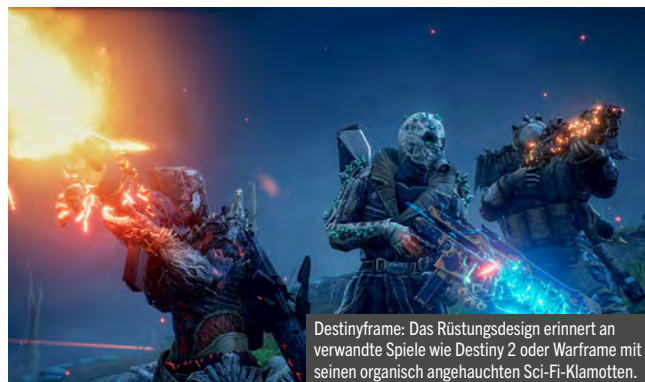 Destinyframe: Das Rüstungsdesign erinnert an
verwandte Spiele wie Destiny 2 oder Warframe mit
seinen organisch angehauchten Sci-Fi-Klamotten.